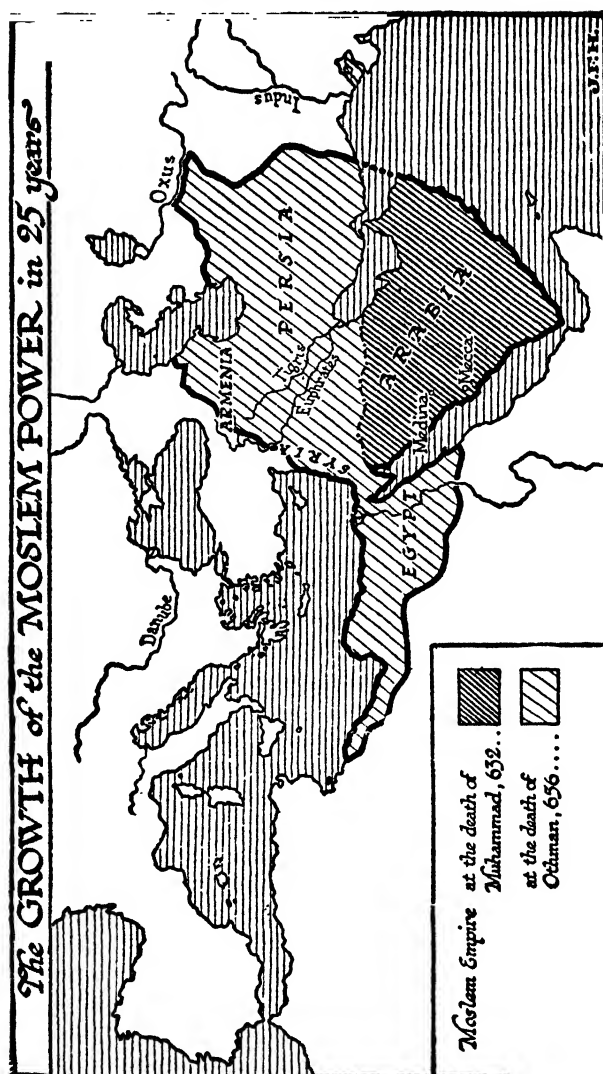 The GROWTH of the MOSLEM POWER in 25 years
Oxus
Indus
Danube
ARMENIA
PERSIA
Tigris
Euphrates
SYRIA
ARABIA
Medina
Mecca
EGYPT
Moslem Empire at the death of
Muhammad, 632..
at the death of
Othman, 656....
J.F.H.